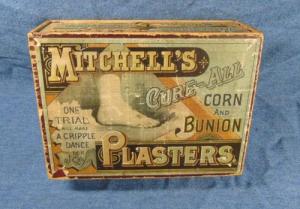 MITCHELL'S
CURE-ALL
CORN
AND
BUNION
ONE
TRIAL
WILL MAKE
A CRIPPLE
DANCE
PLASTERS